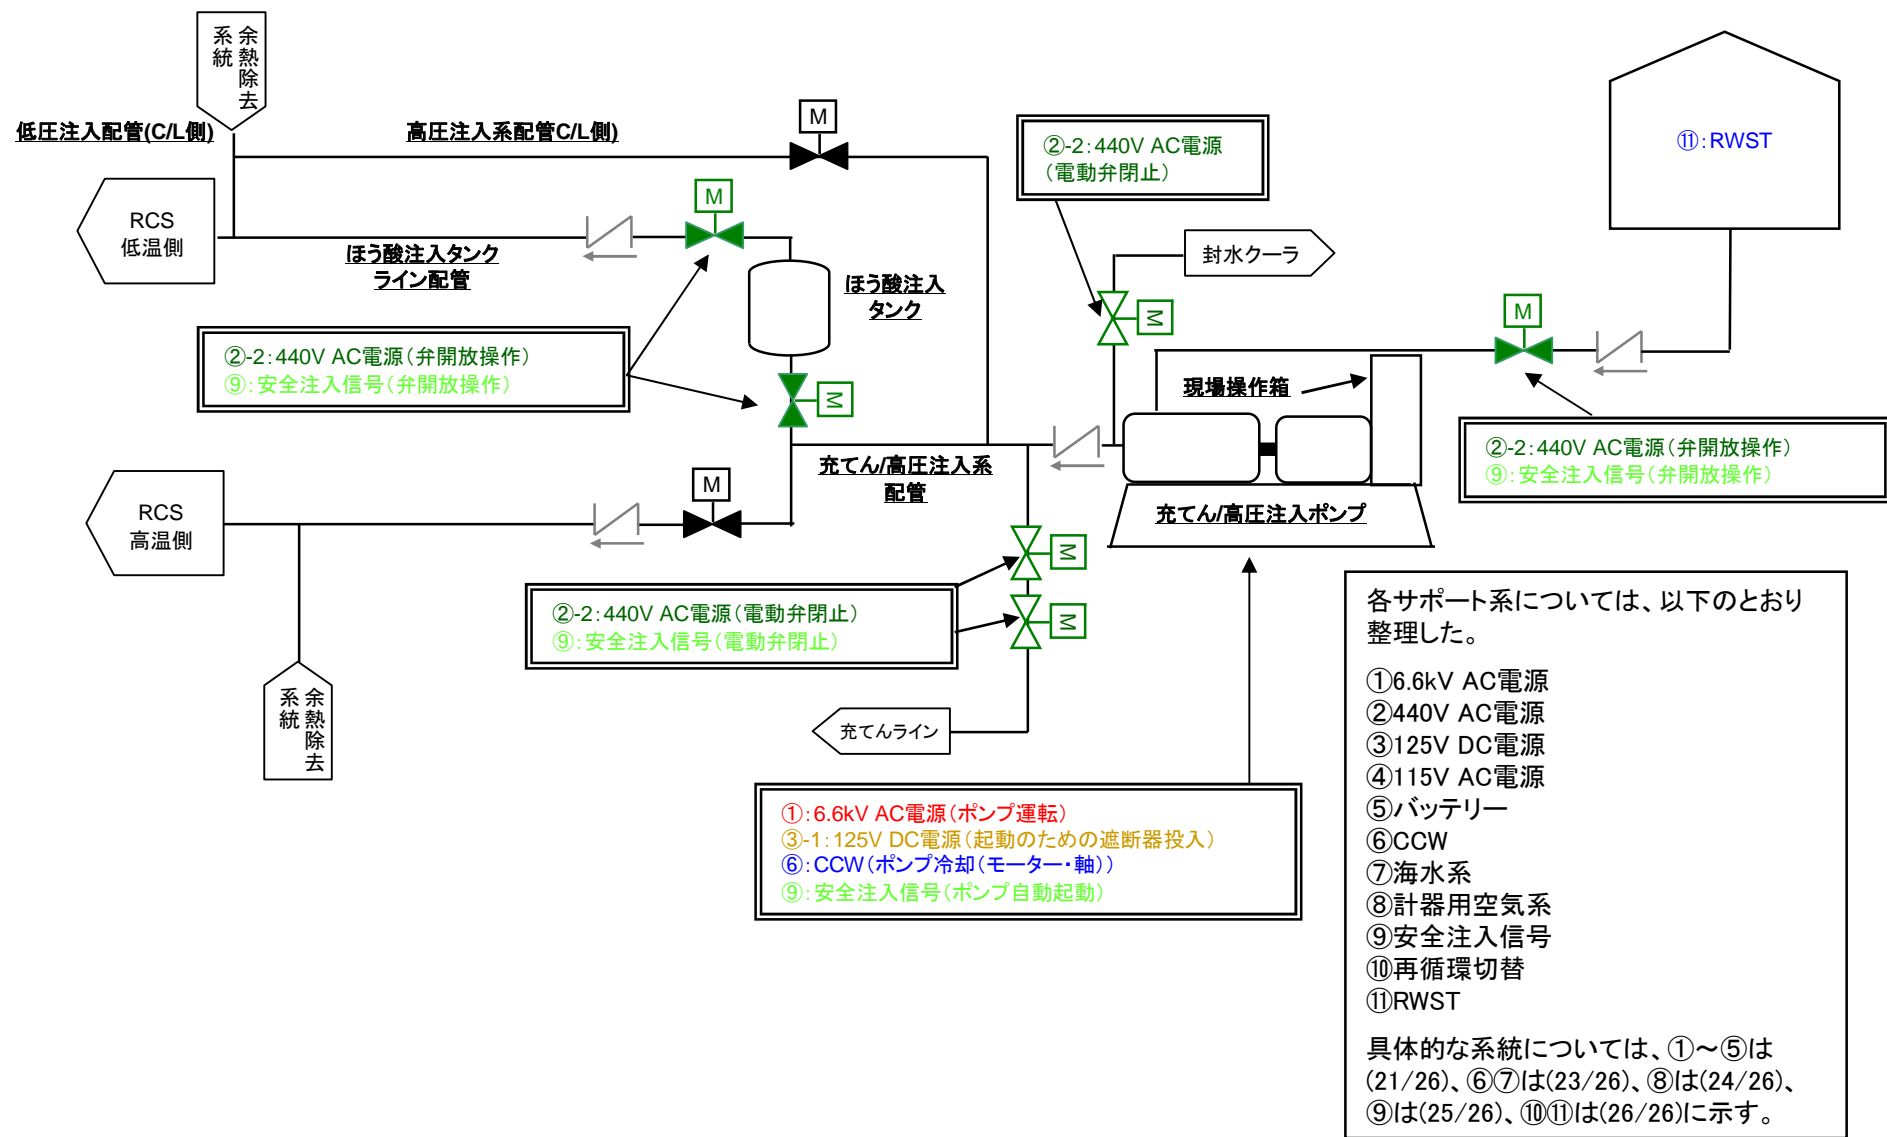 余熱除去
系統
低圧注入配管(C/L側)
高圧注入系配管C/L側)
M
②-2:440V AC電源
(電動弁閉止)
⑪:RWST
M
RCS
低温側
ほう酸注入タンク
ライン配管
ほう酸注入
タンク
封水クーラ
M
M
②-2:440V AC電源(弁開放操作)
⑨:安全注入信号(弁開放操作)
M
現場操作箱
②-2:440V AC電源(弁開放操作)
⑨:安全注入信号(弁開放操作)
充てん/高圧注入系
配管
充てん/高圧注入ポンプ
M
RCS
高温側
M
M
②-2:440V AC電源(電動弁閉止)
⑨:安全注入信号(電動弁閉止)
余熱除去
系統
充てんライン
①:6.6kV AC電源(ポンプ運転)
③-1:125V DC電源(起動のための遮断器投入)
⑥:CCW(ポンプ冷却(モーター・軸))
⑨:安全注入信号(ポンプ自動起動)
各サポート系については、以下のとおり
整理した。
①6.6kV AC電源
②440V AC電源
③125V DC電源
④115V AC電源
⑤バッテリー
⑥CCW
⑦海水系
⑧計器用空気系
⑨安全注入信号
⑩再循環切替
⑪RWST
具体的な系統については、①~⑤は
(21/26)、⑥⑦は(23/26)、⑧は(24/26)、
⑨は(25/26)、⑩⑪は(26/26)に示す。